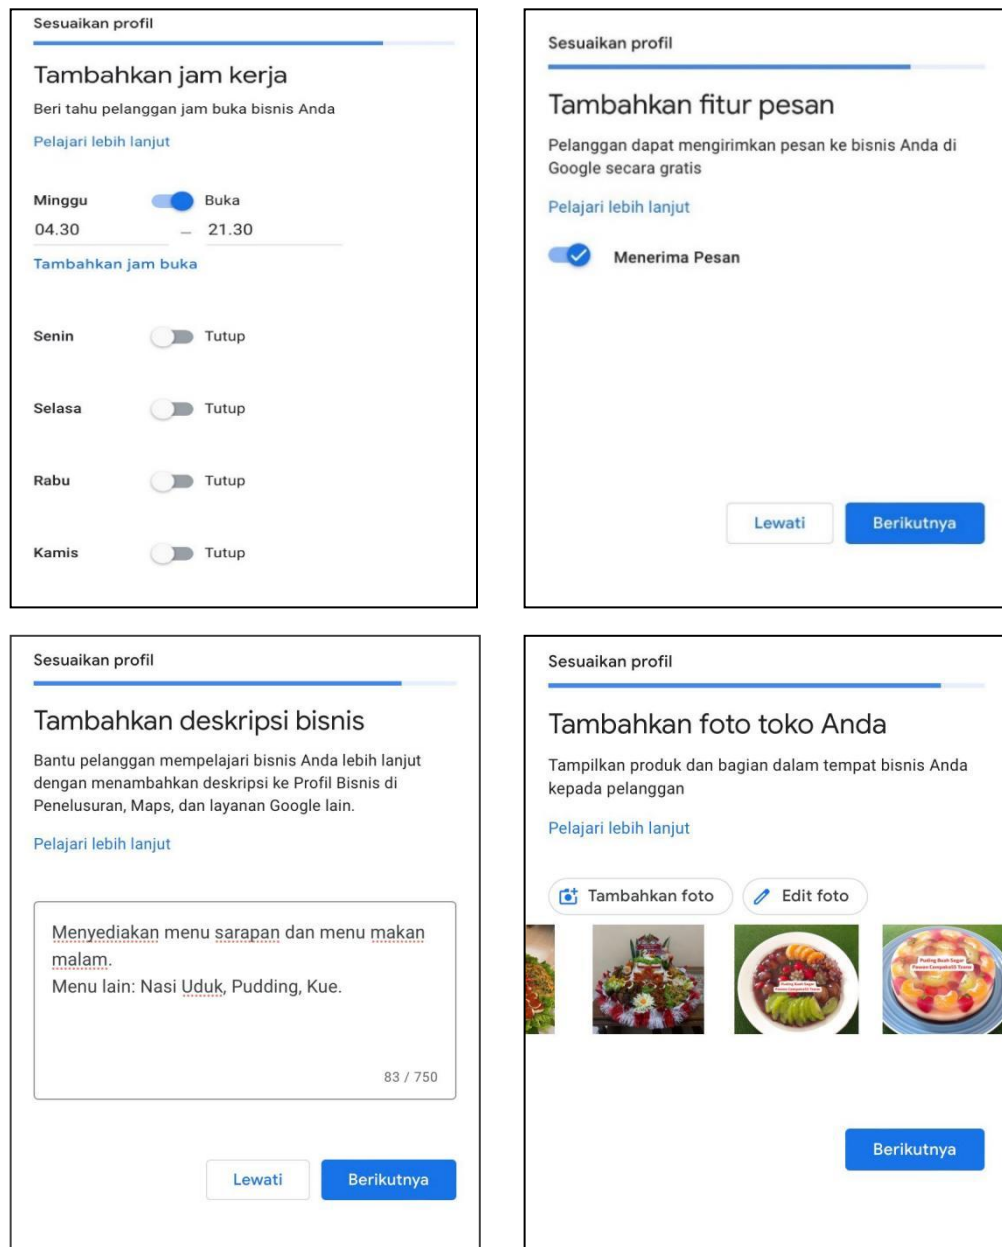 Sesuaikan profil
Tambahkan jam kerja
Beri tahu pelanggan jam buka bisnis Anda
Pelajari lebih lanjut
Minggu Buka
04.30 – 21.30
Tambahkan jam buka
Senin Tutup
Selasa Tutup
Rabu Tutup
Kamis Tutup
Sesuaikan profil
Tambahkan fitur pesan
Pelanggan dapat mengirimkan pesan ke bisnis Anda di
Google secara gratis
Pelajari lebih lanjut
Menerima Pesan
Lewati Berikutnya
Sesuaikan profil
Tambahkan deskripsi bisnis
Bantu pelanggan mempelajari bisnis Anda lebih lanjut
dengan menambahkan deskripsi ke Profil Bisnis di
Penelusuran, Maps, dan layanan Google lain.
Pelajari lebih lanjut
Menyediakan menu sarapan dan menu makan
malam.
Menu lain: Nasi Uduk, Pudding, Kue.
83 / 750
Lewati Berikutnya
Sesuaikan profil
Tambahkan foto toko Anda
Tampilkan produk dan bagian dalam tempat bisnis Anda
kepada pelanggan
Pelajari lebih lanjut
Tambahkan foto Edit foto
Puding Buah Segar
Berikutnya